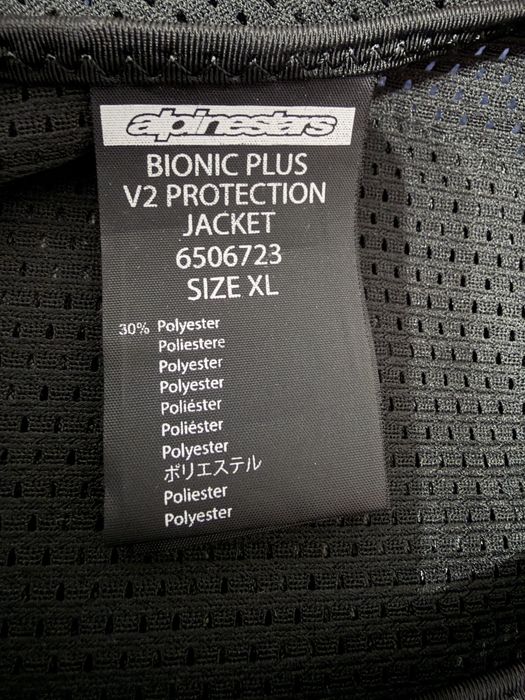 alpinestars
BIONIC PLUS
V2 PROTECTION
JACKET
6506723
SIZE XL
30% Polyester
Poliestere
Polyester
Polyester
Poliéster
Poliéster
Polyester
ポリエステル
Poliester
Polyester